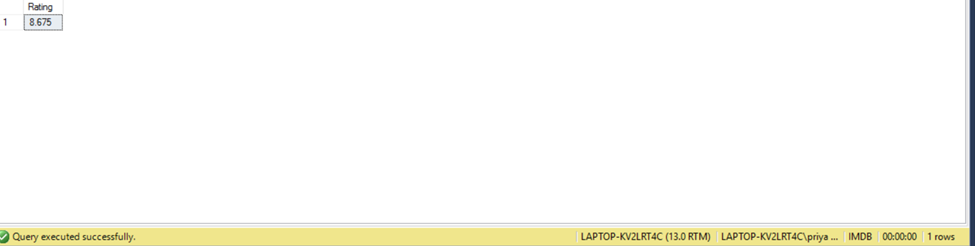 Rating
1 8.675
Query executed successfully. LAPTOP-KV2LRT4C (13.0 RTM) LAPTOP-KV2LRT4C\priya ... IMDB 00:00:00 1 rows